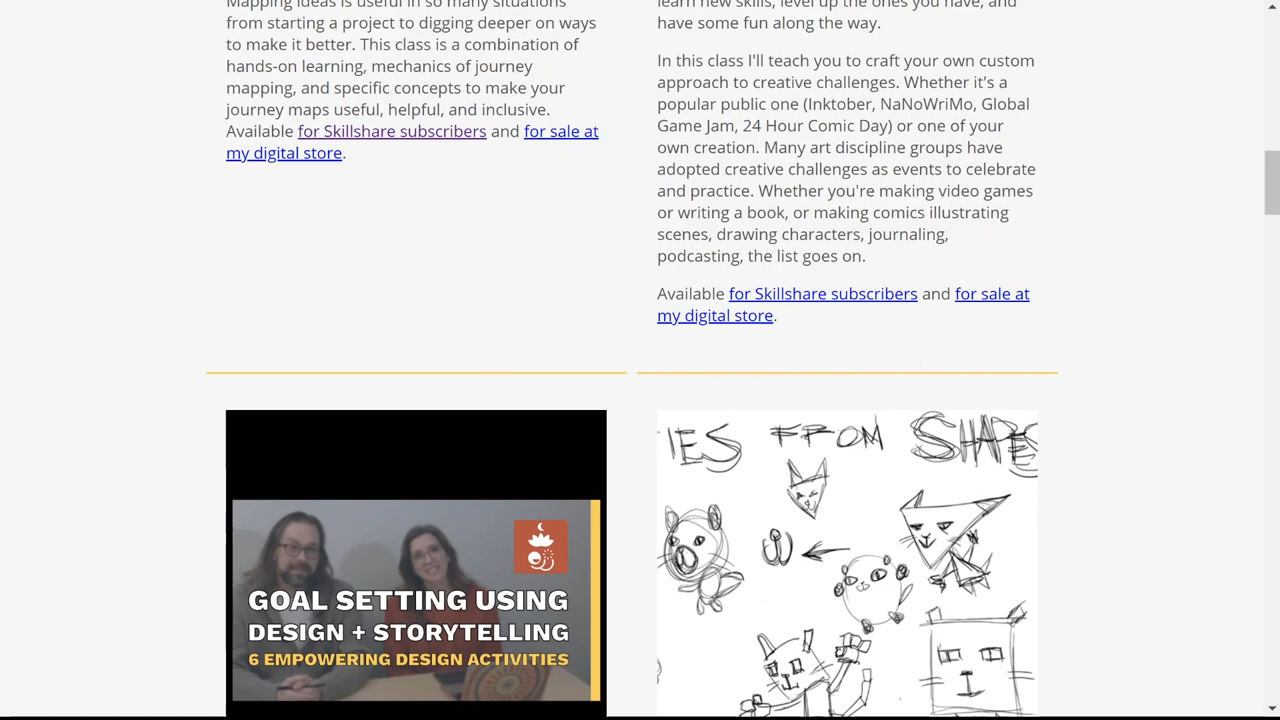 Mapping ideas is useful in so many situations
from starting a project to digging deeper on ways
to make it better. This class is a combination of
hands-on learning, mechanics of journey
mapping, and specific concepts to make your
journey maps useful, helpful, and inclusive.
Available for Skillshare subscribers and for sale at
my digital store.
learn new skills, level up the ones you have, and
have some fun along the way.
In this class I'll teach you to craft your own custom
approach to creative challenges. Whether it's a
popular public one (Inktober, NaNoWriMo, Global
Game Jam, 24 Hour Comic Day) or one of your
own creation. Many art discipline groups have
adopted creative challenges as events to celebrate
and practice. Whether you're making video games
or writing a book, or making comics illustrating
scenes, drawing characters, journaling,
podcasting, the list goes on.
Available for Skillshare subscribers and for sale at
my digital store.
GOAL SETTING USING
DESIGN + STORYTELLING
6 EMPOWERING DESIGN ACTIVITIES
IES FROM SHAPES